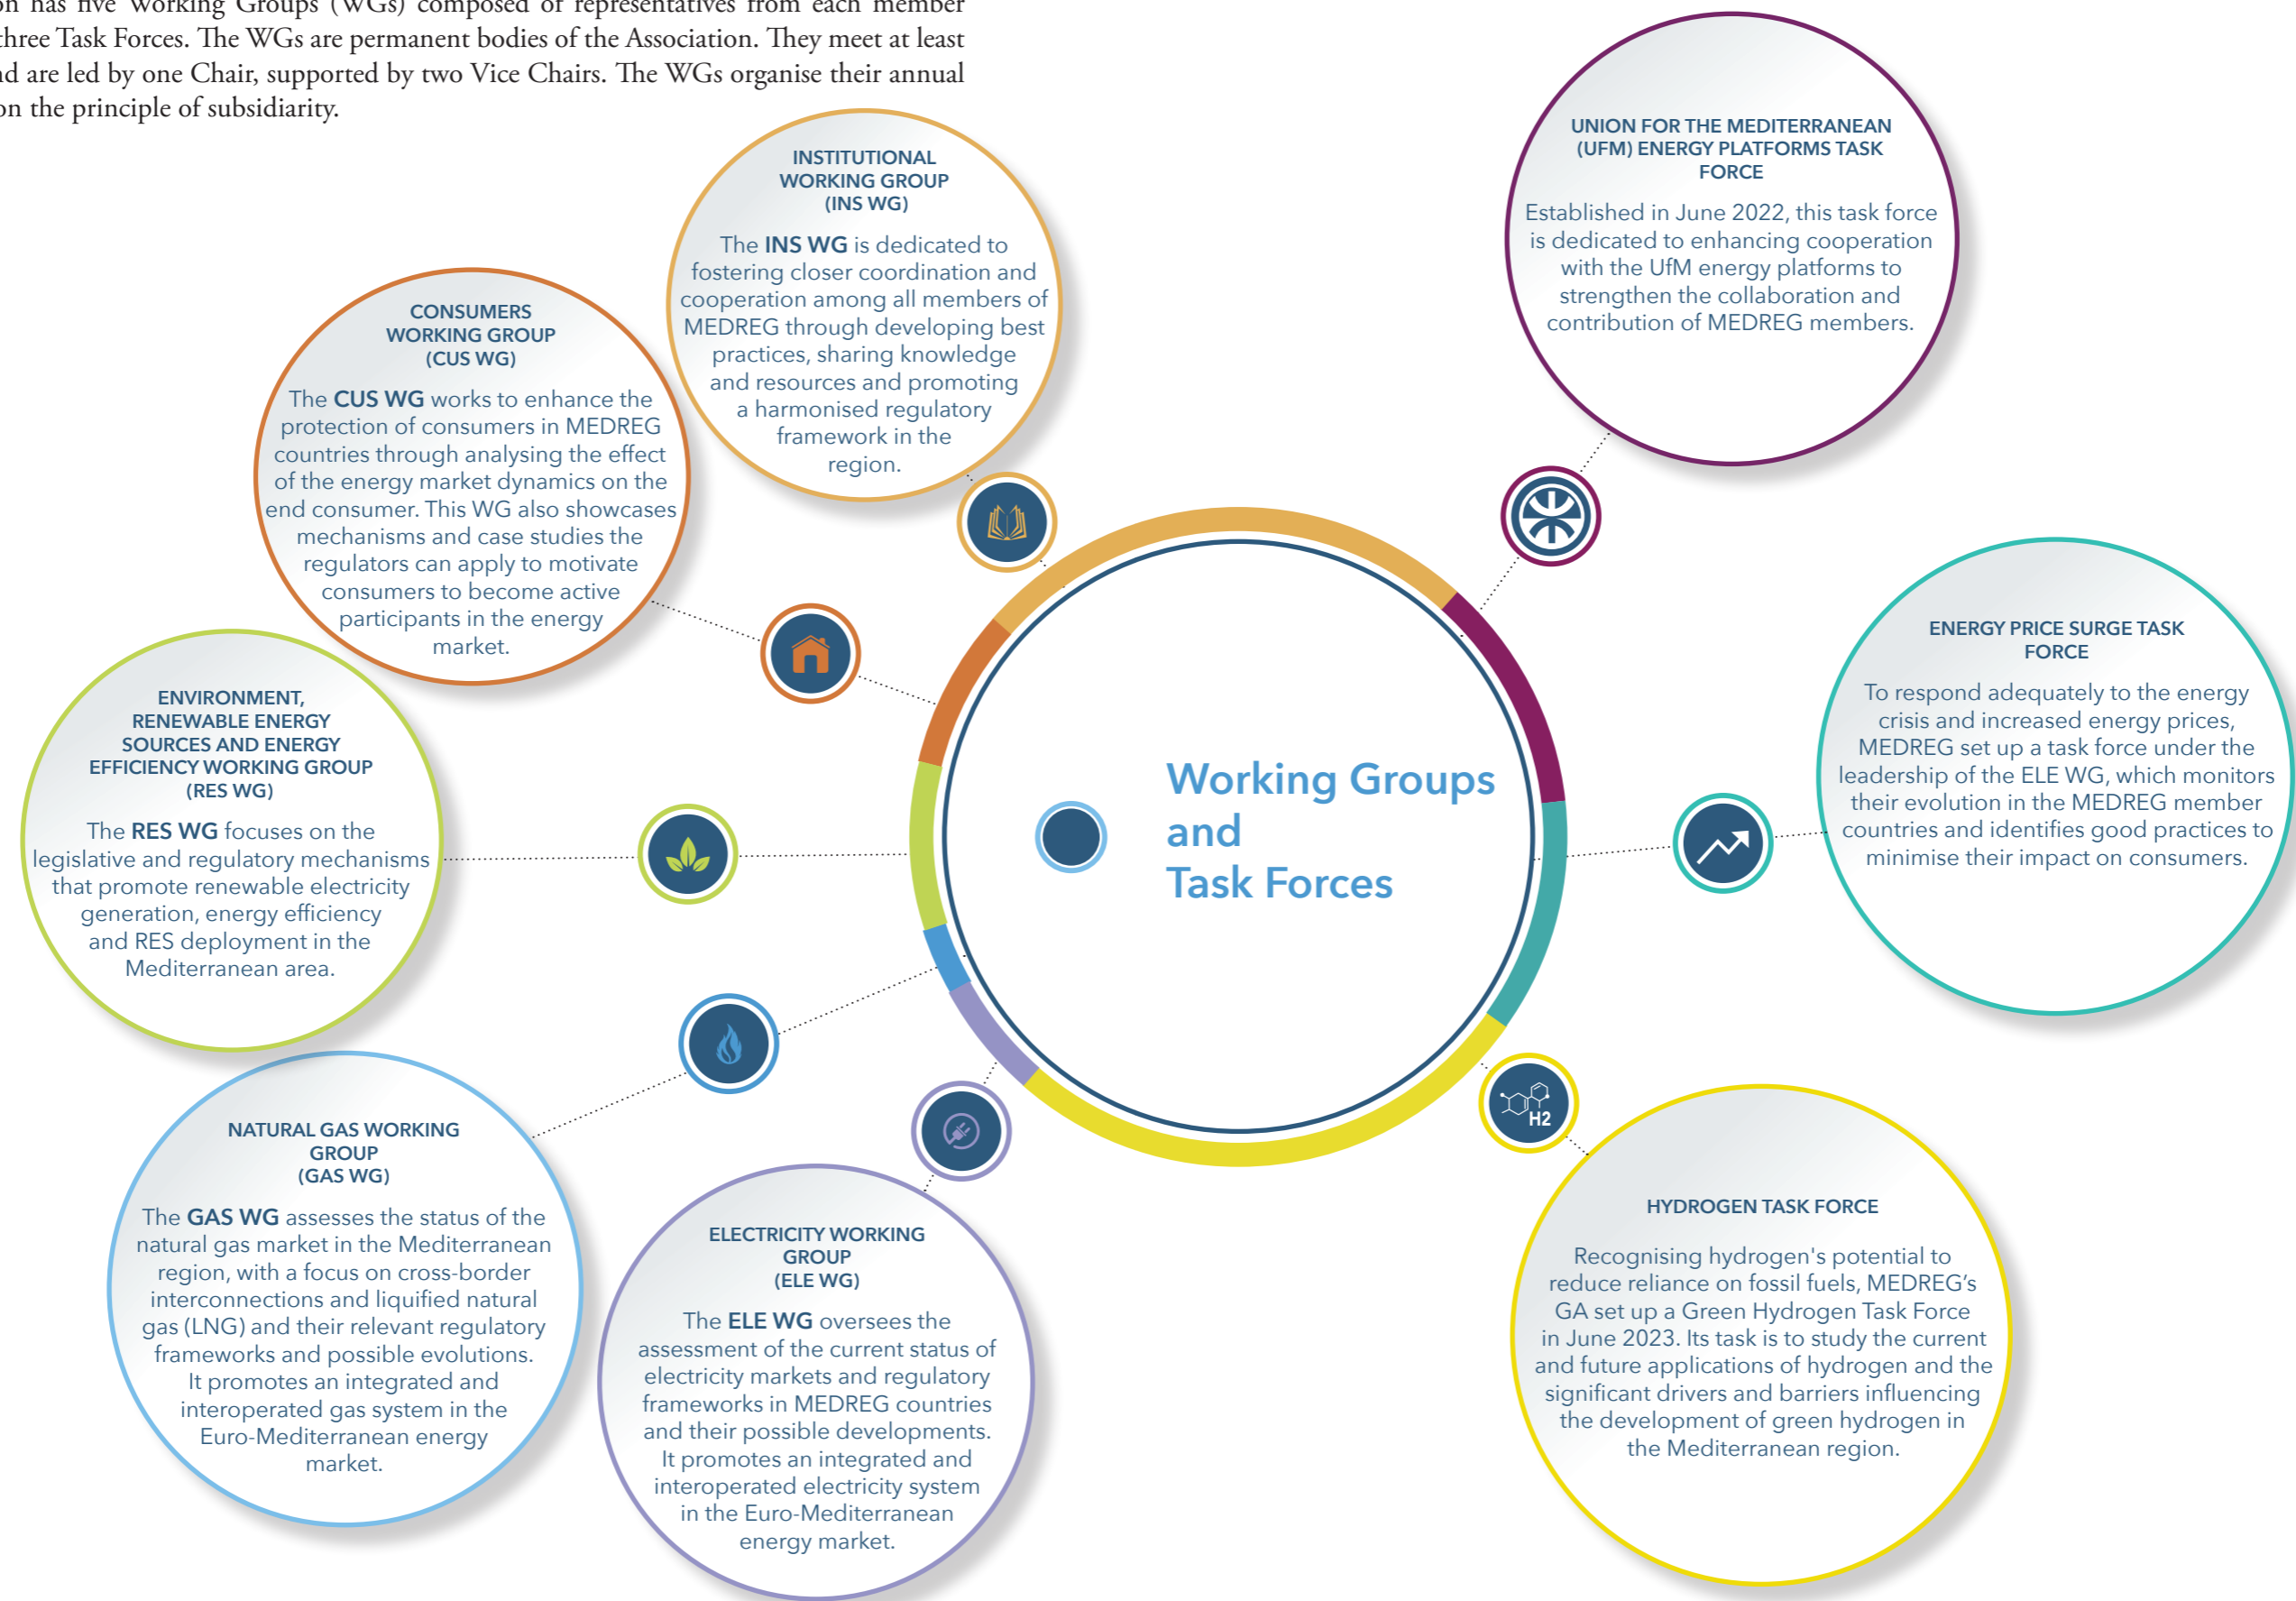 on has five Working Groups (WGs) composed of representatives from each member
three Task Forces. The WGs are permanent bodies of the Association. They meet at least
nd are led by one Chair, supported by two Vice Chairs. The WGs organise their annual
on the principle of subsidiarity.
INSTITUTIONAL
WORKING GROUP
(INS WG)
The INS WG is dedicated to
fostering closer coordination and
cooperation among all members of
MEDREG through developing best
practices, sharing knowledge
and resources and promoting
a harmonised regulatory
framework in the
region.
CONSUMERS
WORKING GROUP
(CUS WG)
The CUS WG works to enhance the
protection of consumers in MEDREG
countries through analysing the effect
of the energy market dynamics on the
end consumer. This WG also showcases
mechanisms and case studies the
regulators can apply to motivate
consumers to become active
participants in the energy
market.
ENVIRONMENT,
RENEWABLE ENERGY
SOURCES AND ENERGY
EFFICIENCY WORKING GROUP
(RES WG)
The RES WG focuses on the
legislative and regulatory mechanisms
that promote renewable electricity
generation, energy efficiency
and RES deployment in the
Mediterranean area.
NATURAL GAS WORKING
GROUP
(GAS WG)
The GAS WG assesses the status of the
natural gas market in the Mediterranean
region, with a focus on cross-border
interconnections and liquified natural
gas (LNG) and their relevant regulatory
frameworks and possible evolutions.
It promotes an integrated and
interoperated gas system in the
Euro-Mediterranean energy
market.
ELECTRICITY WORKING
GROUP
(ELE WG)
The ELE WG oversees the
assessment of the current status of
electricity markets and regulatory
frameworks in MEDREG countries
and their possible developments.
It promotes an integrated and
interoperated electricity system
in the Euro-Mediterranean
energy market.
Working Groups
and
Task Forces
UNION FOR THE MEDITERRANEAN
(UFM) ENERGY PLATFORMS TASK
FORCE
Established in June 2022, this task force
is dedicated to enhancing cooperation
with the UfM energy platforms to
strengthen the collaboration and
contribution of MEDREG members.
ENERGY PRICE SURGE TASK
FORCE
To respond adequately to the energy
crisis and increased energy prices,
MEDREG set up a task force under the
leadership of the ELE WG, which monitors
their evolution in the MEDREG member
countries and identifies good practices to
minimise their impact on consumers.
H2
HYDROGEN TASK FORCE
Recognising hydrogen's potential to
reduce reliance on fossil fuels, MEDREG’s
GA set up a Green Hydrogen Task Force
in June 2023. Its task is to study the current
and future applications of hydrogen and the
significant drivers and barriers influencing
the development of green hydrogen in
the Mediterranean region.